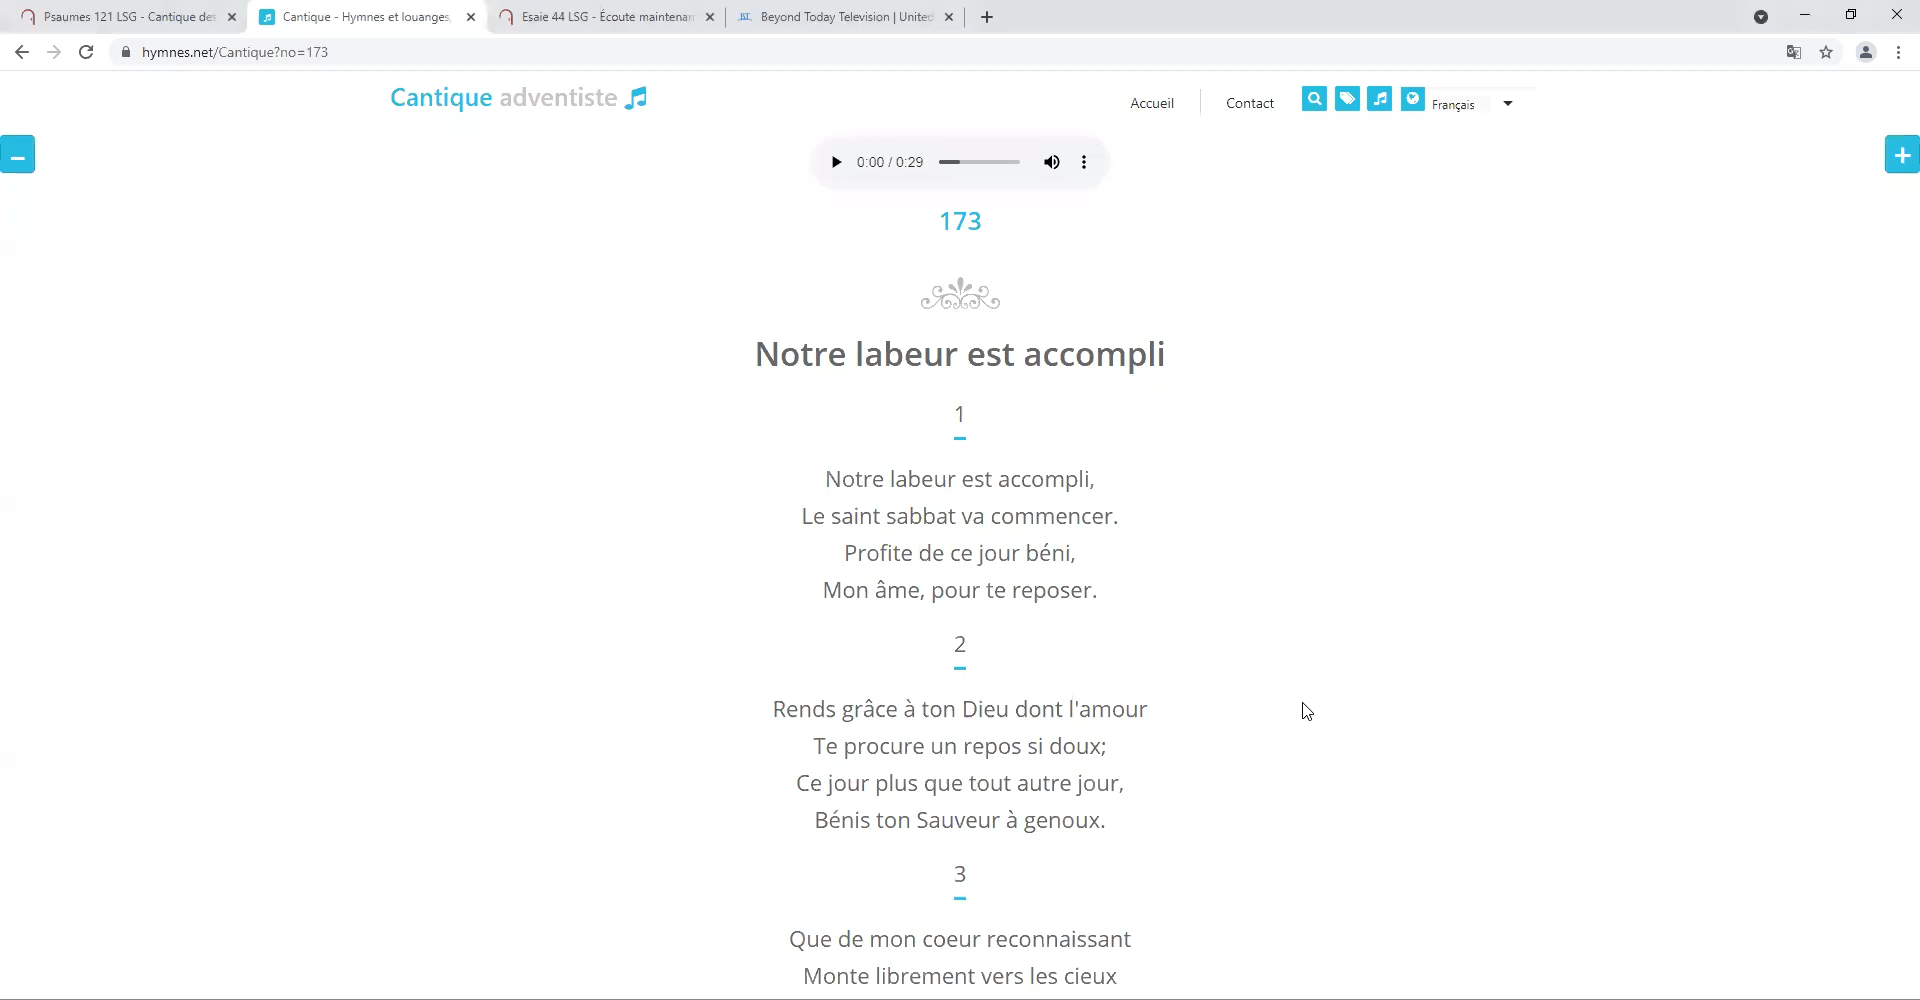 Psaumes 121 LSG - Cantique des
Cantique - Hymnes et louanges,
Esaie 44 LSG - Écoute maintenan
Beyond Today Television | United
hymnes.net/Cantique?no=173
Cantique adventiste
Accueil
Contact
Français
0:00 / 0:29
173
Notre labeur est accompli
1
Notre labeur est accompli,
Le saint sabbat va commencer.
Profite de ce jour béni,
Mon âme, pour te reposer.
2
Rends grâce à ton Dieu dont l'amour
Te procure un repos si doux;
Ce jour plus que tout autre jour,
Bénis ton Sauveur à genoux.
3
Que de mon coeur reconnaissant
Monte librement vers les cieux